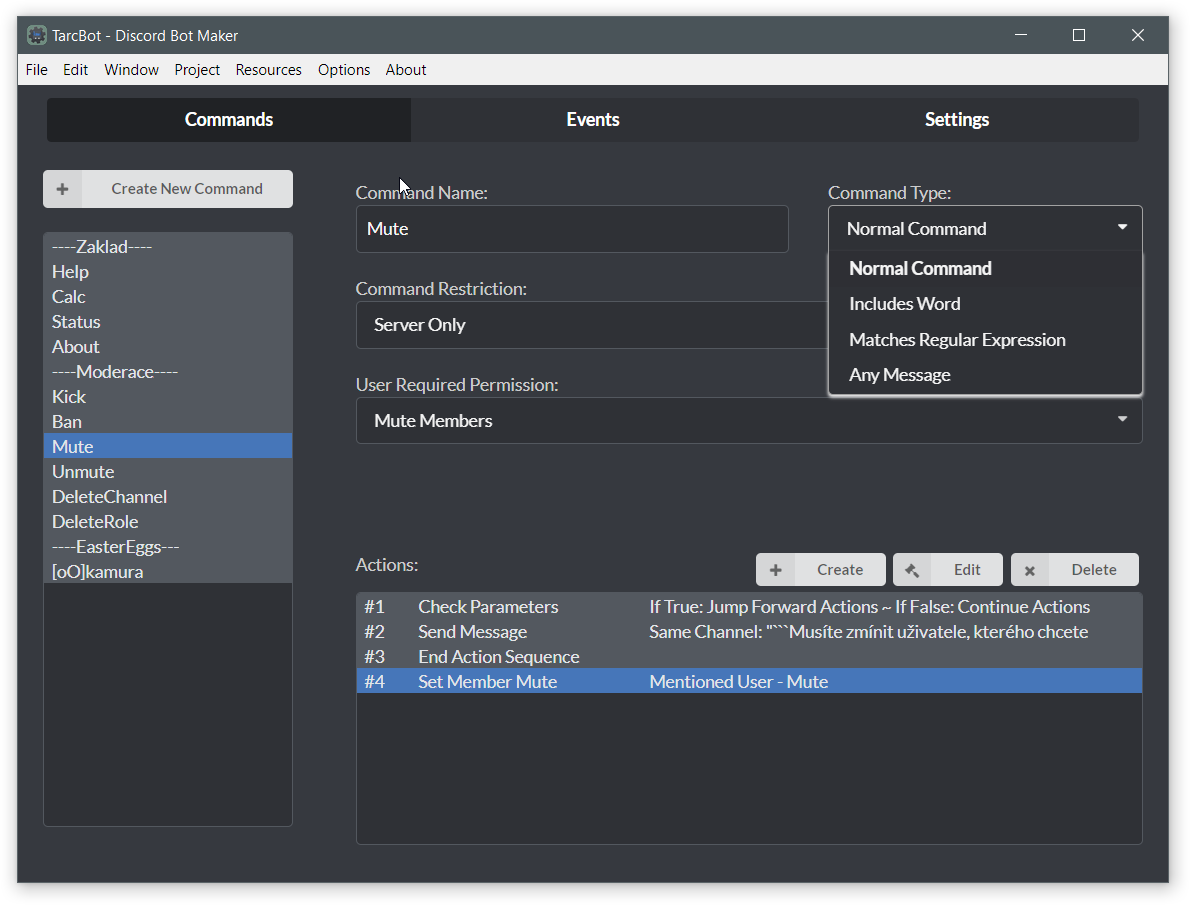 TarcBot - Discord Bot Maker
File Edit Window Project Resources Options About
Commands Events Settings
Create New Command
----Zaklad----
Help
Calc
Status
About
----Moderace----
Kick
Ban
Mute
Unmute
DeleteChannel
DeleteRole
----EasterEggs---
[oO]kamura
Command Name:
Mute
Command Type:
Normal Command
Normal Command
Includes Word
Matches Regular Expression
Any Message
Command Restriction:
Server Only
User Required Permission:
Mute Members
Actions:
Create Edit Delete
#1 Check Parameters If True: Jump Forward Actions ~ If False: Continue Actions
#2 Send Message Same Channel: "```Musíte zmínit uživatele, kterého chcete
#3 End Action Sequence
#4 Set Member Mute Mentioned User - Mute